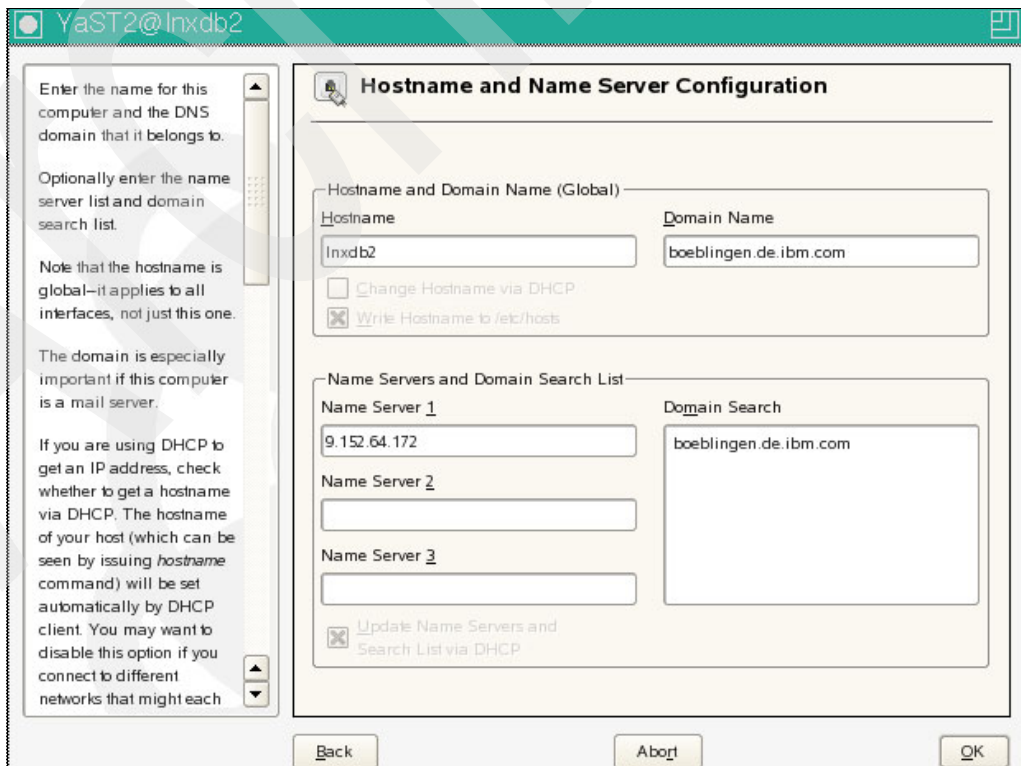 YaST2@lnxdb2
Enter the name for this
computer and the DNS
domain that it belongs to.
Optionally enter the name
server list and domain
search list.
Note that the hostname is
global—it applies to all
interfaces, not just this one.
The domain is especially
important if this computer
is a mail server.
If you are using DHCP to
get an IP address, check
whether to get a hostname
via DHCP. The hostname
of your host (which can be
seen by issuing hostname
command) will be set
automatically by DHCP
client. You may want to
disable this option if you
connect to different
networks that might each
Hostname and Name Server Configuration
Hostname and Domain Name (Global)
Hostname
Domain Name
lnxdb2
boeblingen.de.ibm.com
Change Hostname via DHCP
Write Hostname to /etc/hosts
Name Servers and Domain Search List
Name Server 1
Domain Search
9.152.64.172
boeblingen.de.ibm.com
Name Server 2
Name Server 3
Update Name Servers and
Search List via DHCP
Back
Abort
OK